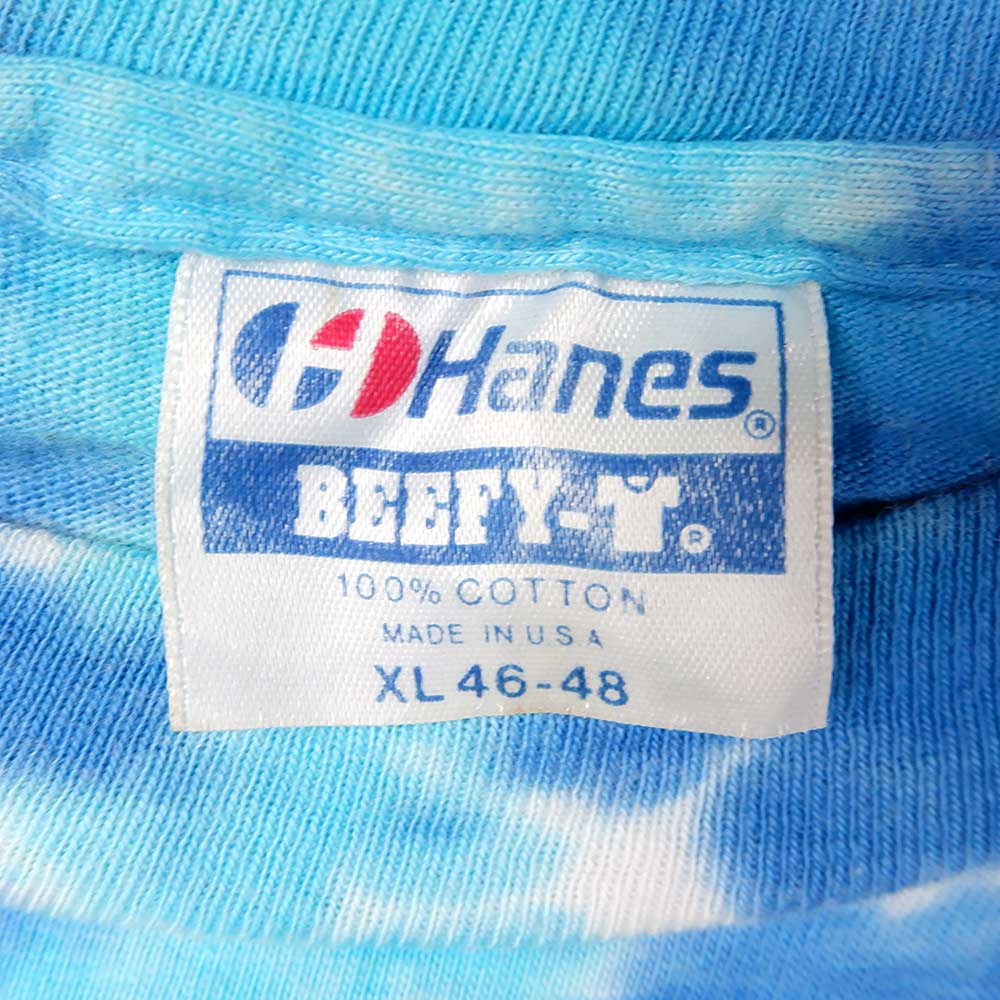 Hanes®
BEEFY-T®
100% COTTON
MADE IN U.S.A
XL 46-48